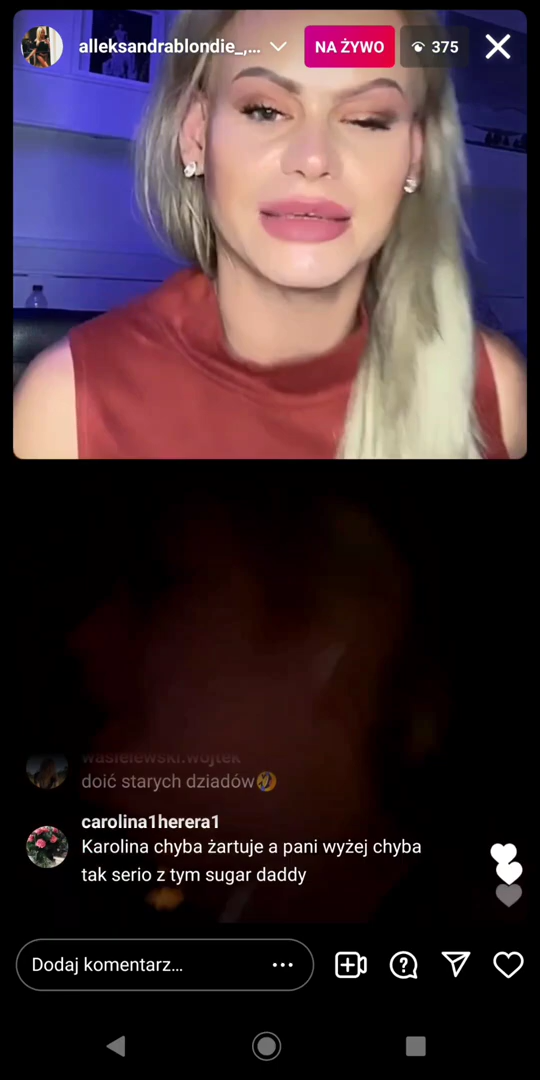 alleksandrablondie_,...
NA ŻYWO
375
wasielewski.wojtek
doić starych dziadów🤣
carolina1herera1
Karolina chyba żartuje a pani wyżej chyba
tak serio z tym sugar daddy
Dodaj komentarz...